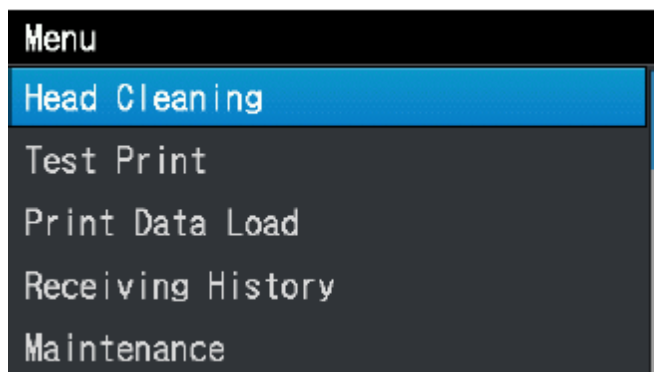 Menu
Head Cleaning
Test Print
Print Data Load
Receiving History
Maintenance